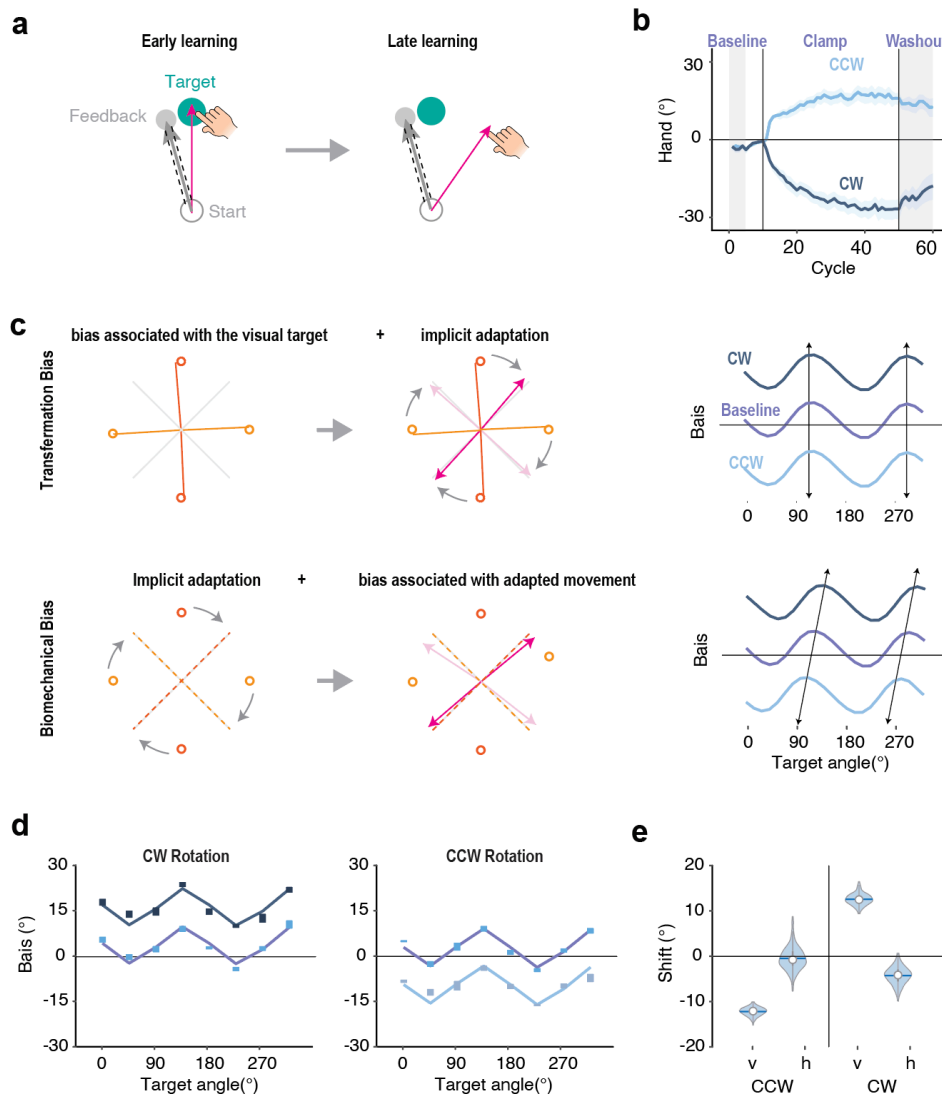 a
Early learning
Late learning
Target
Feedback
Start
b
Baseline
Clamp
Washou
CCW
CW
Hand (°)
30
0
-30
0
20
40
60
Cycle
c
Transformation Bias
bias associated with the visual target + implicit adaptation
CW
Baseline
CCW
Bais
0 90 180 270
Biomechanical Bias
Implicit adaptation + bias associated with adapted movement
Bais
0 90 180 270
Target angle(°)
d
CW Rotation
Bais (°)
30
15
0
-15
-30
0 90 180 270
Target angle(°)
CCW Rotation
30
15
0
-15
-30
0 90 180 270
Target angle(°)
e
Shift (°)
20
10
0
-10
-20
v h v h
CCW CW